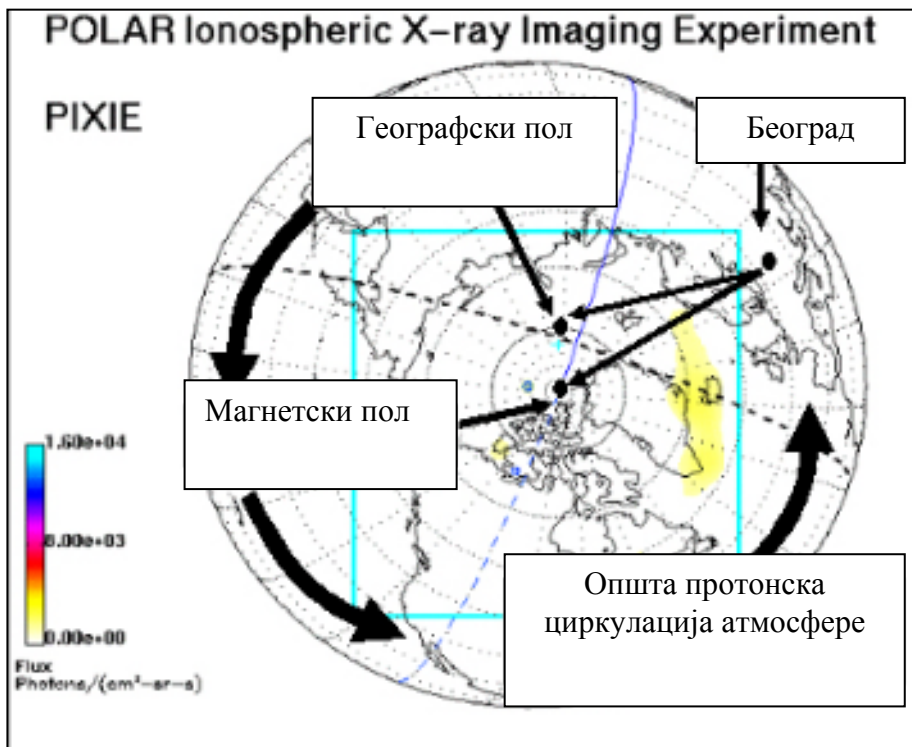 POLAR Ionospheric X-ray Imaging Experiment
PIXIE
Географски пол
Београд
Магнетски пол
1.60e+04
8.00e+03
0.00e+00
Flux
Photons/(cm²-sr-s)
Општа протонска
циркулација атмосфере